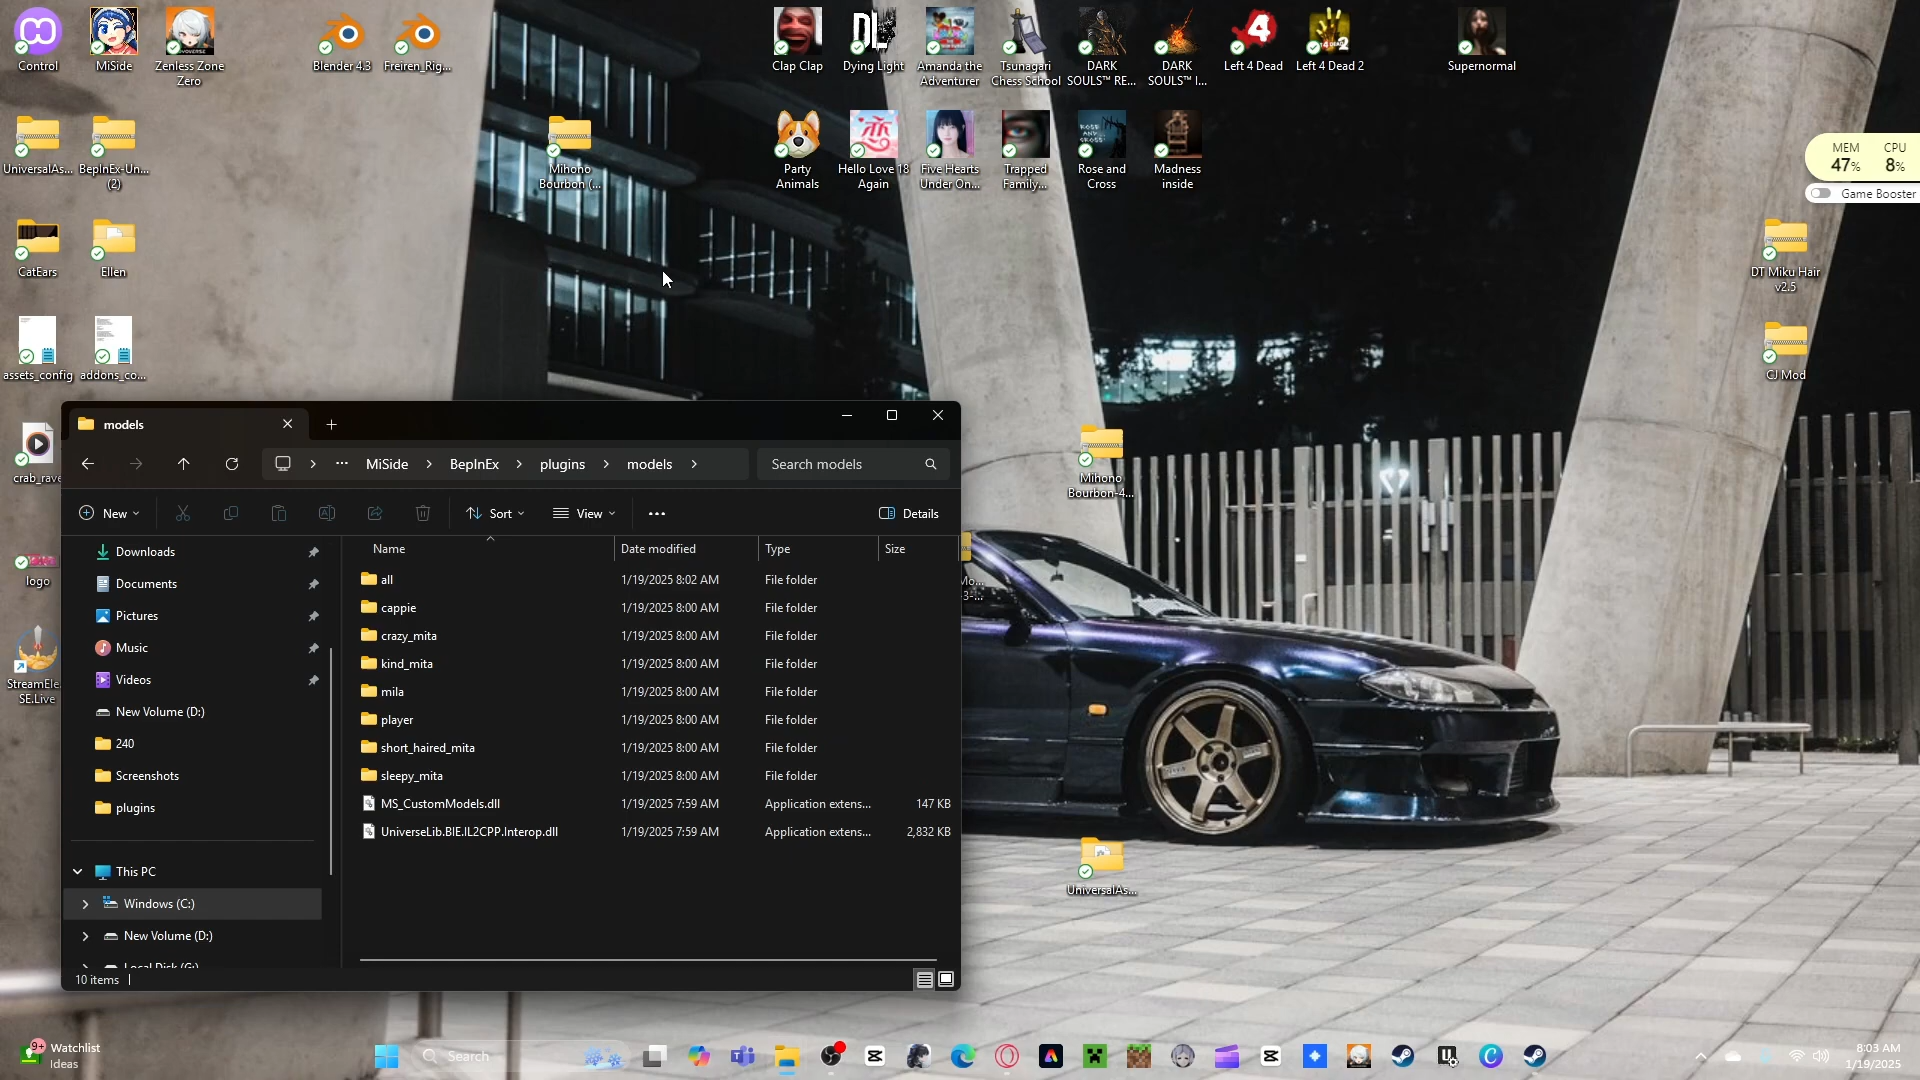 Control
MiSide
Zenless Zone
Zero
Blender 4.3
Freiren_Rig...
Clap Clap
Dying Light
Amanda the
Adventurer
Tsunagari
Chess School
DARK
SOULS™ RE...
DARK
SOULS™ I...
Left 4 Dead
Left 4 Dead 2
Supernormal
UniversalAs...
BepInEx-Un...
(2)
Mihono
Bourbon (...
Party
Animals
Hello Love 18
Again
Five Hearts
Under On...
Trapped
Family...
Rose and
Cross
Madness
inside
MEM
47%
CPU
8%
Game Booster
CatEars
Ellen
DT Miku Hair
v2.5
assets_config
addons_co...
CJ Mod
crab_rave
logo
StreamEle
SE.Live
Mihono
Bourbon-4...
Mo...
3-...
UniversalAs...
models
MiSide
BepInEx
plugins
models
Search models
New
Sort
View
Details
Downloads
Documents
Pictures
Music
Videos
New Volume (D:)
240
Screenshots
plugins
This PC
Windows (C:)
New Volume (D:)
Local Disk (G:)
Name Date modified Type Size
all 1/19/2025 8:02 AM File folder
cappie 1/19/2025 8:00 AM File folder
crazy_mita 1/19/2025 8:00 AM File folder
kind_mita 1/19/2025 8:00 AM File folder
mila 1/19/2025 8:00 AM File folder
player 1/19/2025 8:00 AM File folder
short_haired_mita 1/19/2025 8:00 AM File folder
sleepy_mita 1/19/2025 8:00 AM File folder
MS_CustomModels.dll 1/19/2025 7:59 AM Application extens... 147 KB
UniverseLib.BIE.IL2CPP.Interop.dll 1/19/2025 7:59 AM Application extens... 2,832 KB
10 items
9+
Watchlist
Ideas
Search
8:03 AM
1/19/2025